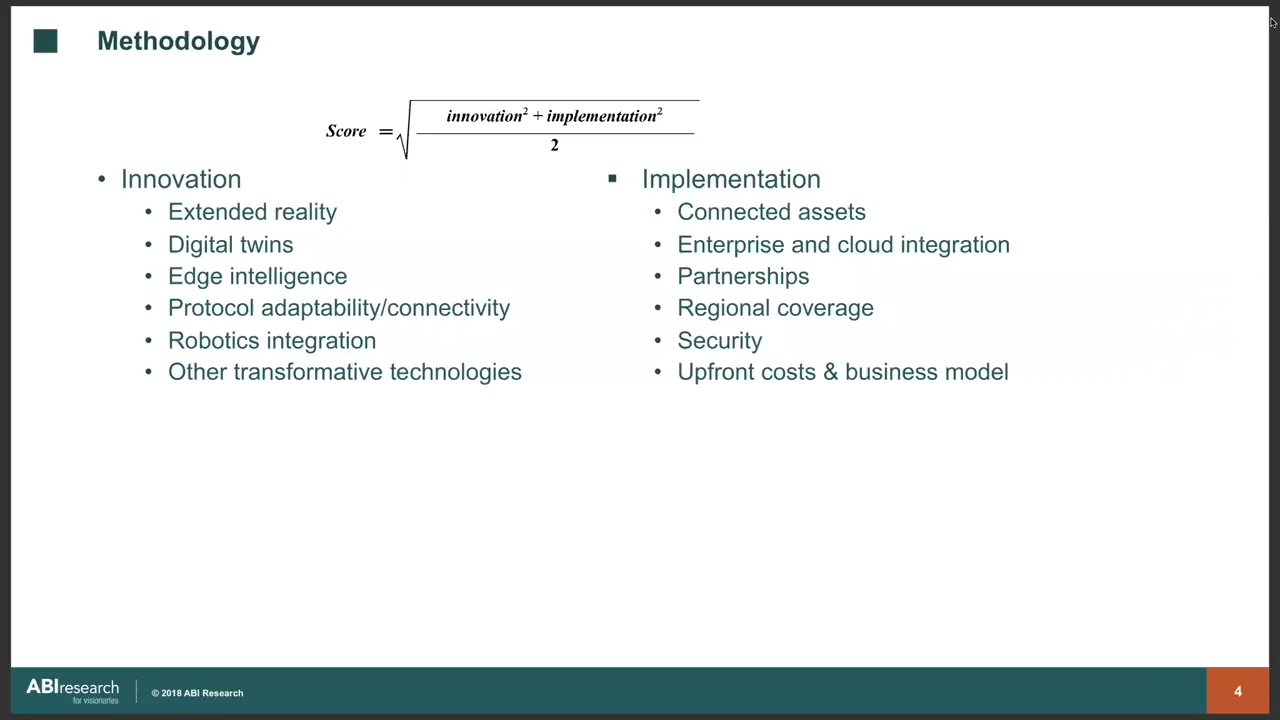 Methodology
Score = √ innovation² + implementation²
2
• Innovation
• Extended reality
• Digital twins
• Edge intelligence
• Protocol adaptability/connectivity
• Robotics integration
• Other transformative technologies
▪ Implementation
• Connected assets
• Enterprise and cloud integration
• Partnerships
• Regional coverage
• Security
• Upfront costs & business model
ABIresearch
for visionaries
© 2018 ABI Research
4